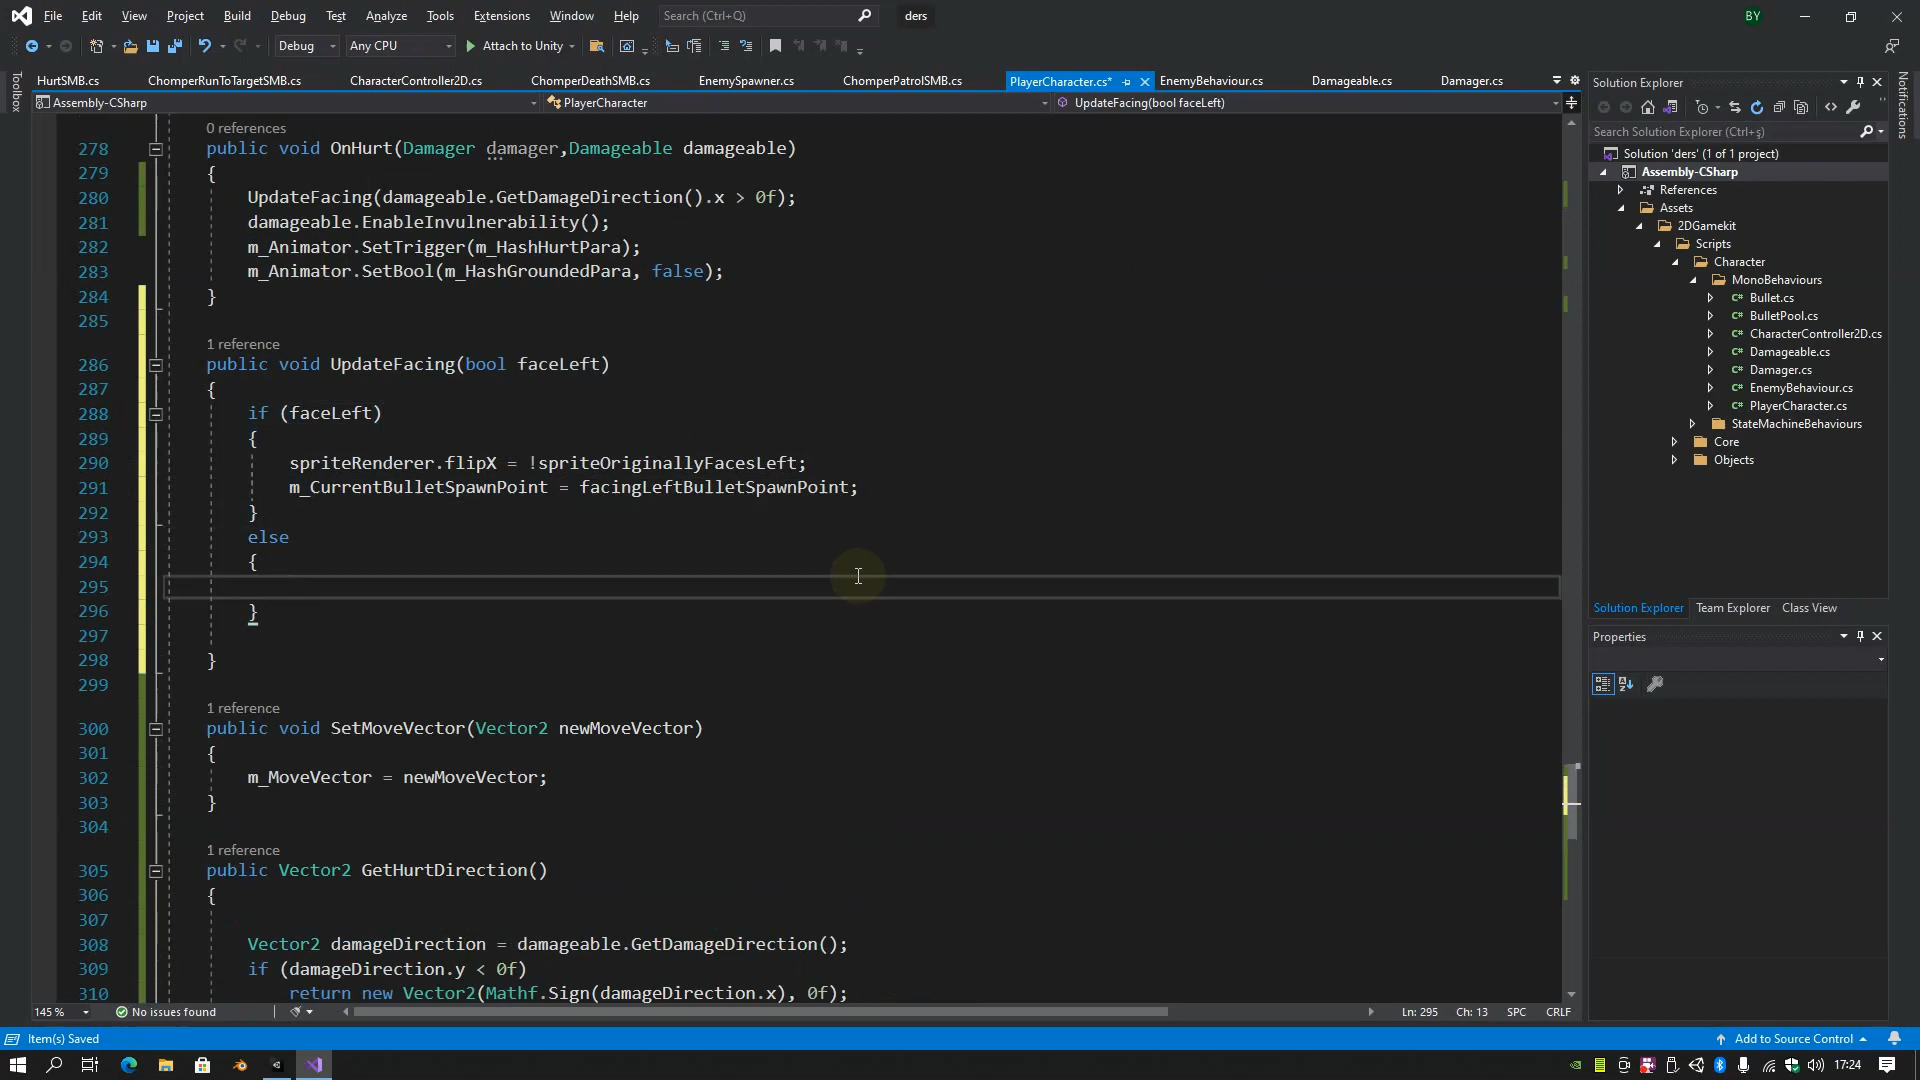 File Edit View Project Build Debug Test Analyze Tools Extensions Window Help Search (Ctrl+Q) ders BY
Debug Any CPU Attach to Unity
Toolbox
HurtSMB.cs ChomperRunToTargetSMB.cs CharacterController2D.cs ChomperDeathSMB.cs EnemySpawner.cs ChomperPatrolSMB.cs PlayerCharacter.cs* EnemyBehaviour.cs Damageable.cs Damager.cs
Assembly-CSharp PlayerCharacter UpdateFacing(bool faceLeft)
0 references
278 public void OnHurt(Damager damager,Damageable damageable)
279 {
280 UpdateFacing(damageable.GetDamageDirection().x > 0f);
281 damageable.EnableInvulnerability();
282 m_Animator.SetTrigger(m_HashHurtPara);
283 m_Animator.SetBool(m_HashGroundedPara, false);
284 }
285
1 reference
286 public void UpdateFacing(bool faceLeft)
287 {
288 if (faceLeft)
289 {
290 spriteRenderer.flipX = !spriteOriginallyFacesLeft;
291 m_CurrentBulletSpawnPoint = facingLeftBulletSpawnPoint;
292 }
293 else
294 {
295
296 }
297
298 }
299
1 reference
300 public void SetMoveVector(Vector2 newMoveVector)
301 {
302 m_MoveVector = newMoveVector;
303 }
304
1 reference
305 public Vector2 GetHurtDirection()
306 {
307
308 Vector2 damageDirection = damageable.GetDamageDirection();
309 if (damageDirection.y < 0f)
310 return new Vector2(Mathf.Sign(damageDirection.x), 0f);
145 % No issues found Ln: 295 Ch: 13 SPC CRLF
Solution Explorer
Search Solution Explorer (Ctrl+ş)
Solution 'ders' (1 of 1 project)
Assembly-CSharp
References
Assets
2DGamekit
Scripts
Character
MonoBehaviours
C# Bullet.cs
C# BulletPool.cs
C# CharacterController2D.cs
C# Damageable.cs
C# Damager.cs
C# EnemyBehaviour.cs
C# PlayerCharacter.cs
StateMachineBehaviours
Core
Objects
Solution Explorer Team Explorer Class View
Properties
Notifications
Item(s) Saved Add to Source Control
17:24